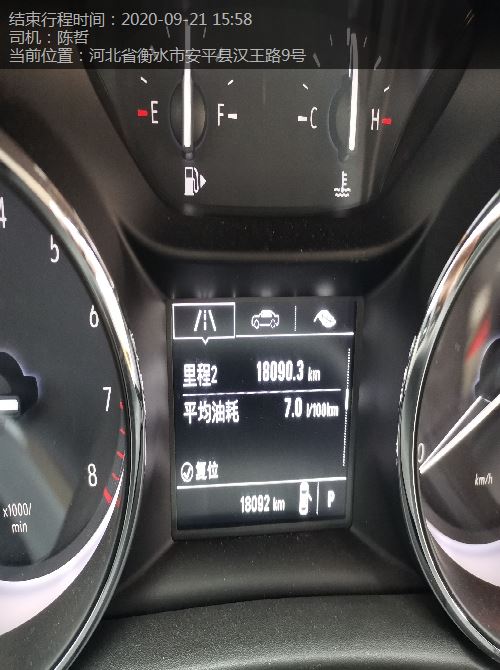 结束行程时间：2020-09-21 15:58
司机：陈哲
当前位置：河北省衡水市安平县汉王路9号
E F C H
4
5
6
7
8
x1000/
min
里程2 18090.3 km
平均油耗 7.0 l/100km
复位
18092 km P
0
km/h